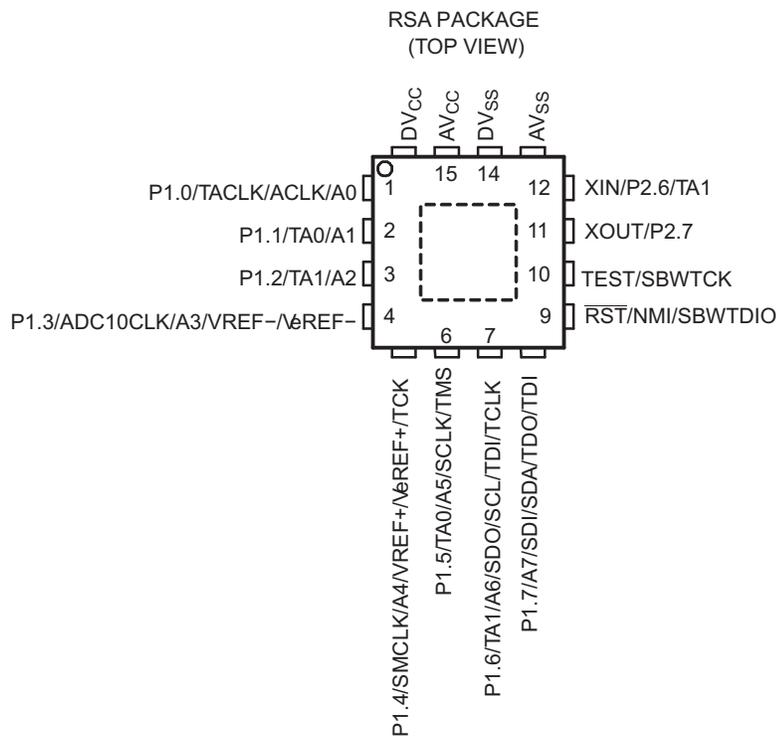 RSA PACKAGE
(TOP VIEW)
DVCC
AVCC
DVSS
AVSS
P1.0/TACLK/ACLK/A0
1
15
14
12
XIN/P2.6/TA1
P1.1/TA0/A1
2
11
XOUT/P2.7
P1.2/TA1/A2
3
10
TEST/SBWTCK
P1.3/ADC10CLK/A3/VREF−/VeREF−
4
9
RST/NMI/SBWTDIO
6
7
P1.4/SMCLK/A4/VREF+/VeREF+/TCK
P1.5/TA0/A5/SCLK/TMS
P1.6/TA1/A6/SDO/SCL/TDI/TCLK
P1.7/A7/SDI/SDA/TDO/TDI